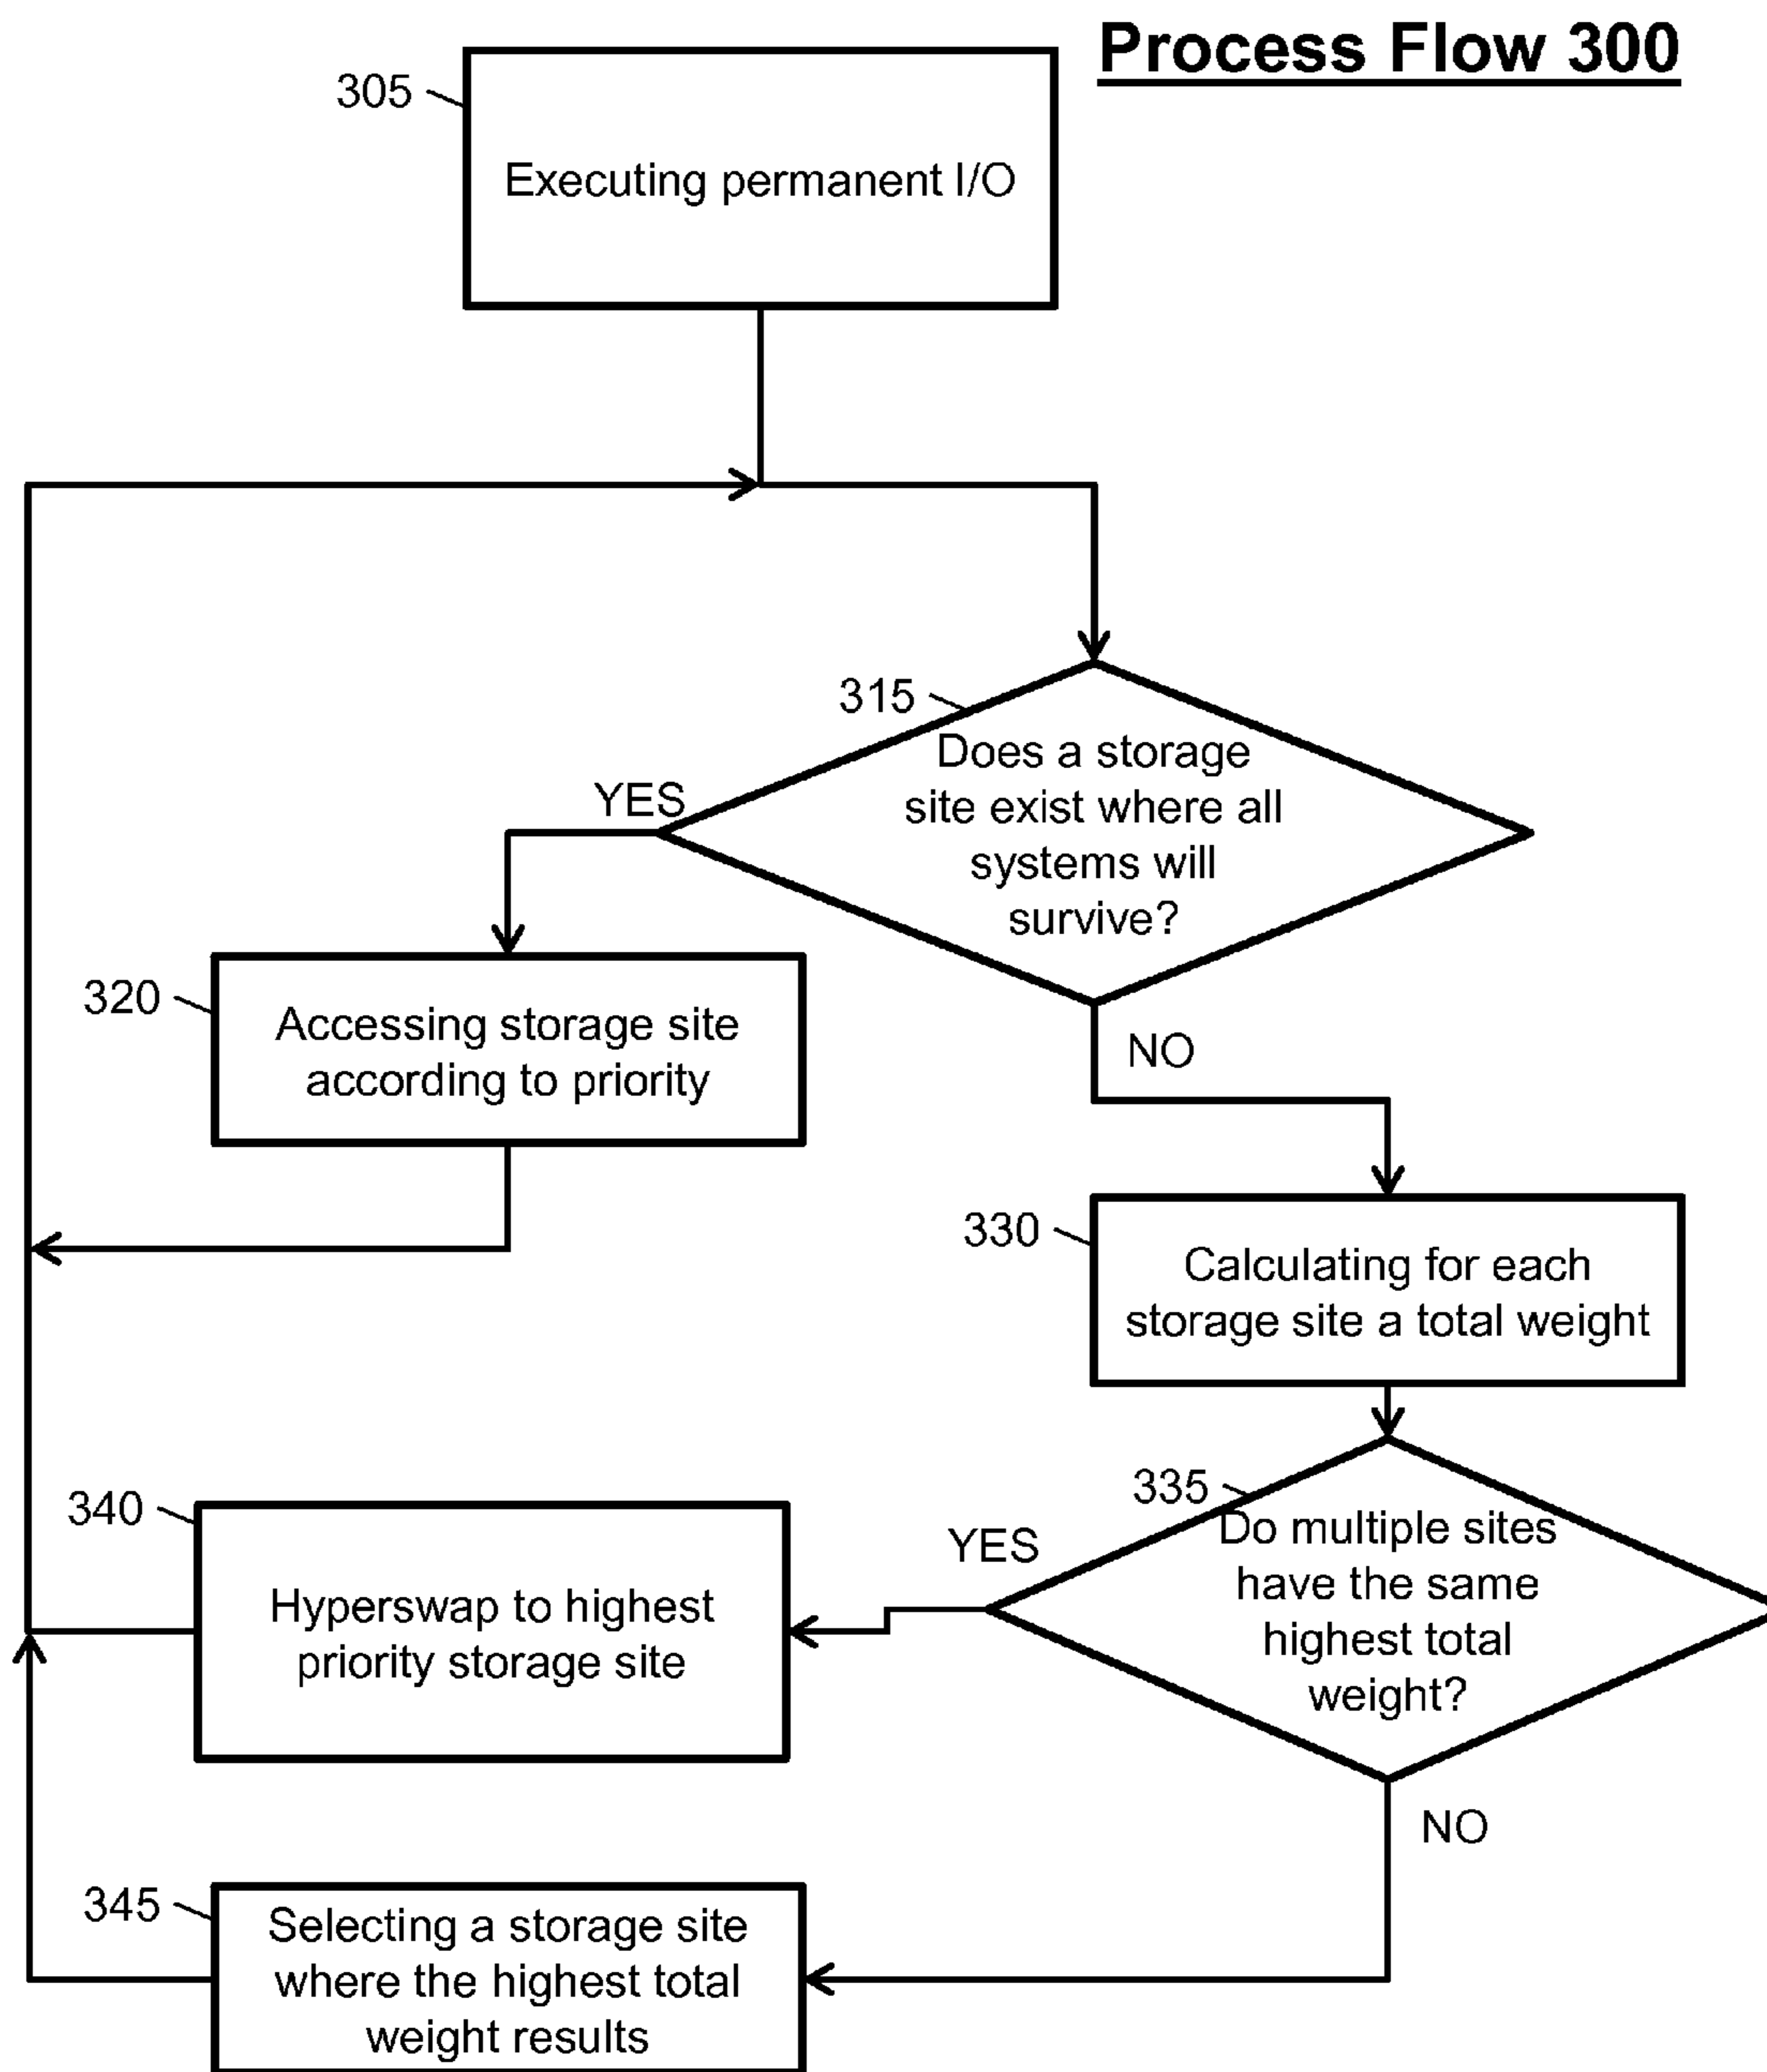 Process Flow 300
305
Executing permanent I/O
315
Does a storage
site exist where all
systems will
survive?
YES
320
Accessing storage site
according to priority
NO
330
Calculating for each
storage site a total weight
335
Do multiple sites
have the same
highest total
weight?
YES
340
Hyperswap to highest
priority storage site
NO
345
Selecting a storage site
where the highest total
weight results